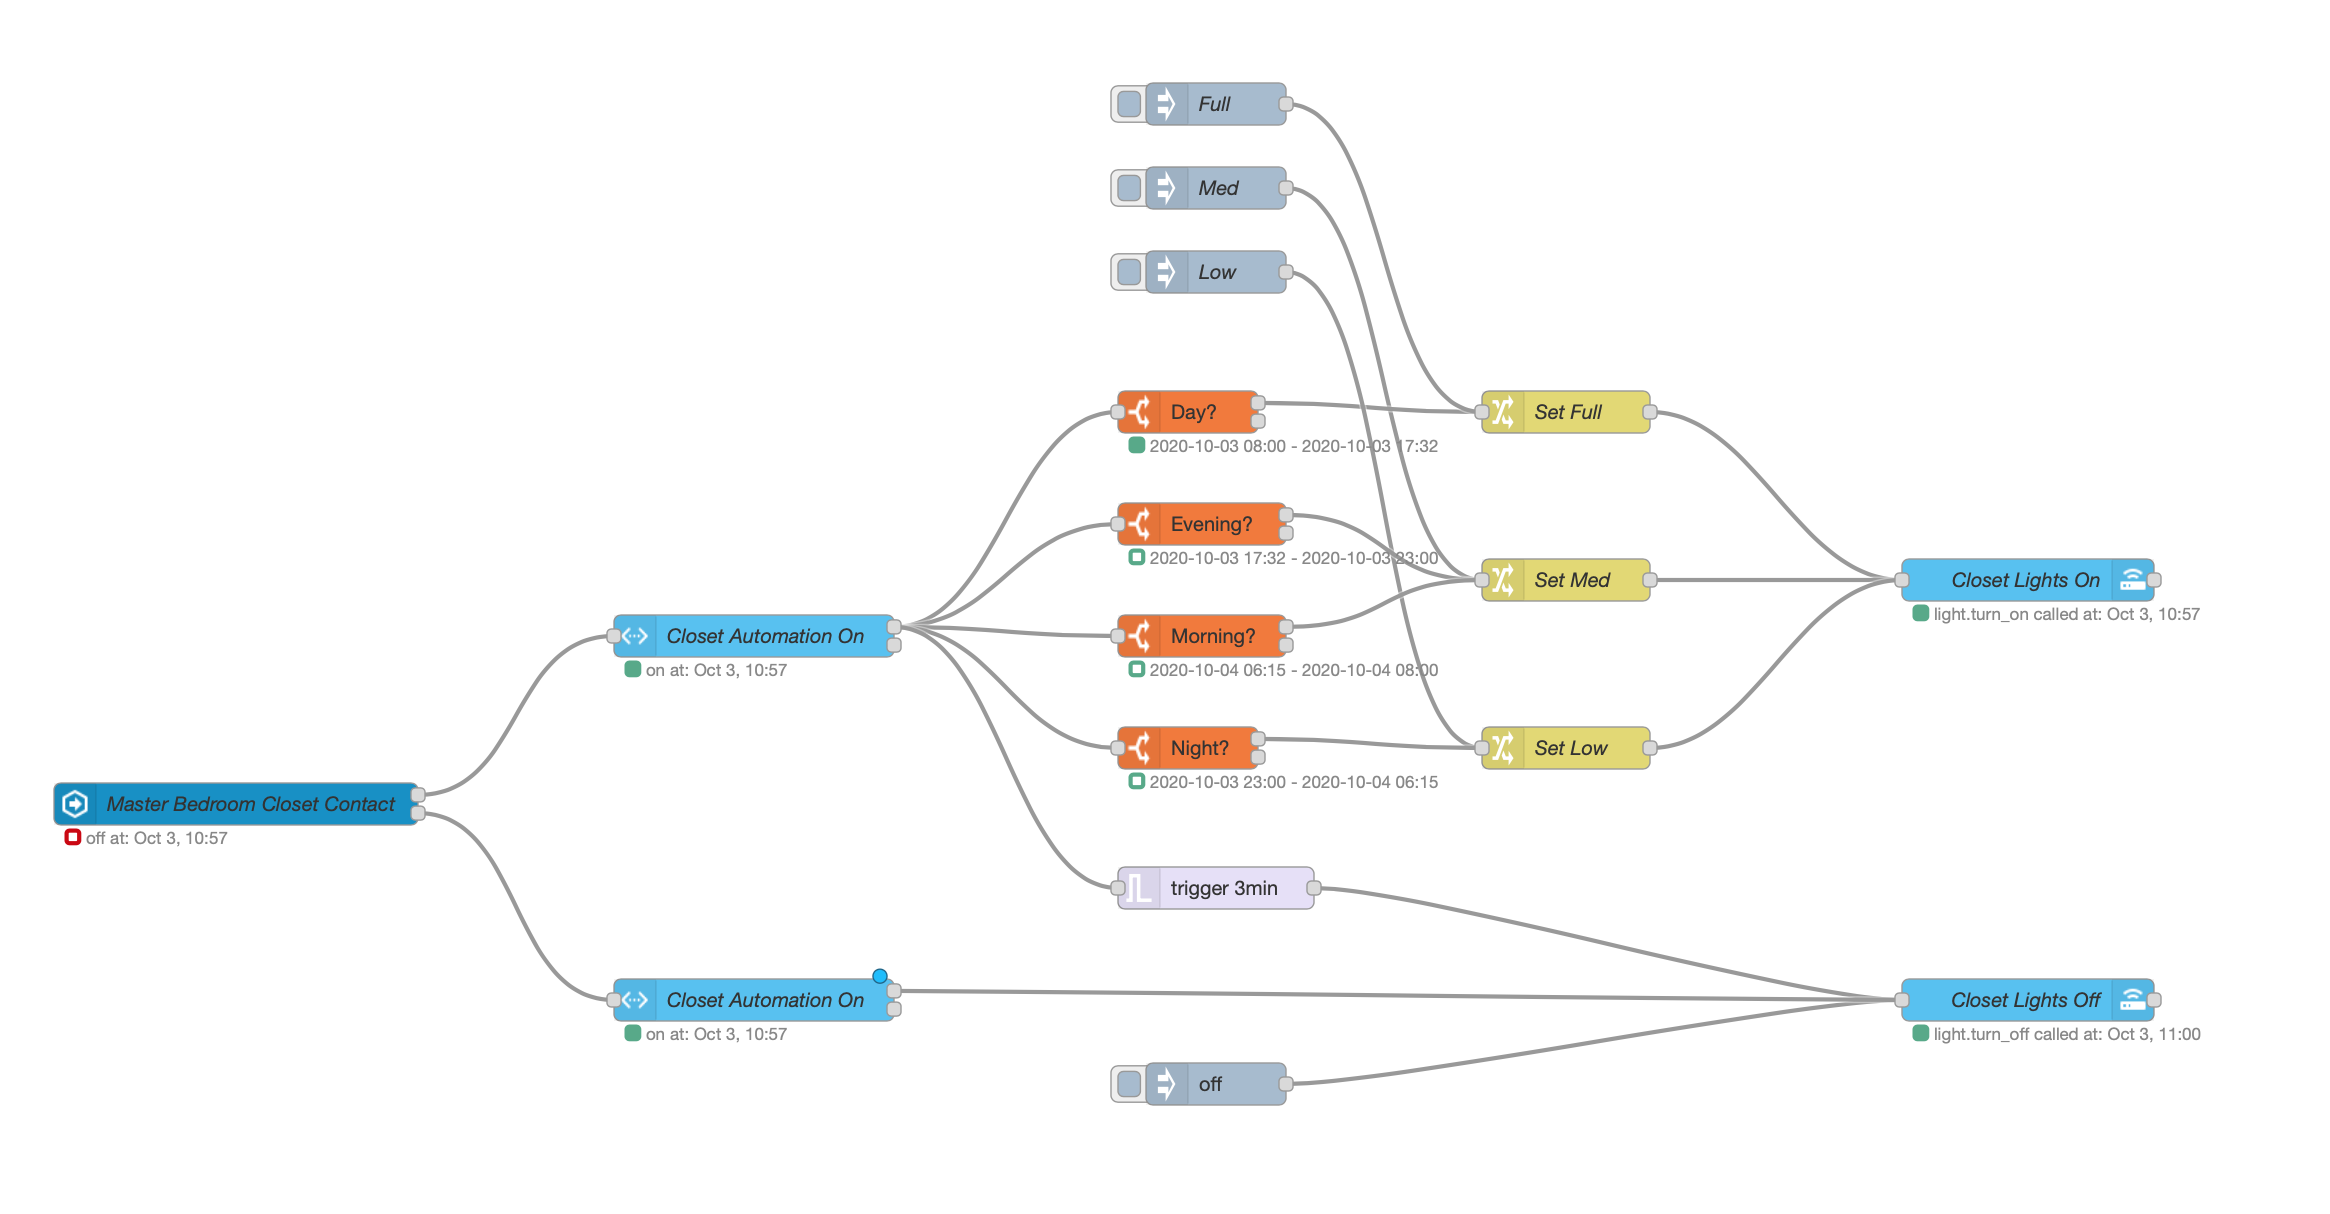 Full
Med
Low
Day?
2020-10-03 08:00 - 2020-10-03 17:32
Set Full
Evening?
2020-10-03 17:32 - 2020-10-03 23:00
Set Med
Closet Lights On
light.turn_on called at: Oct 3, 10:57
Closet Automation On
on at: Oct 3, 10:57
Morning?
2020-10-04 06:15 - 2020-10-04 08:00
Night?
2020-10-03 23:00 - 2020-10-04 06:15
Set Low
Master Bedroom Closet Contact
off at: Oct 3, 10:57
trigger 3min
Closet Automation On
on at: Oct 3, 10:57
Closet Lights Off
light.turn_off called at: Oct 3, 11:00
off